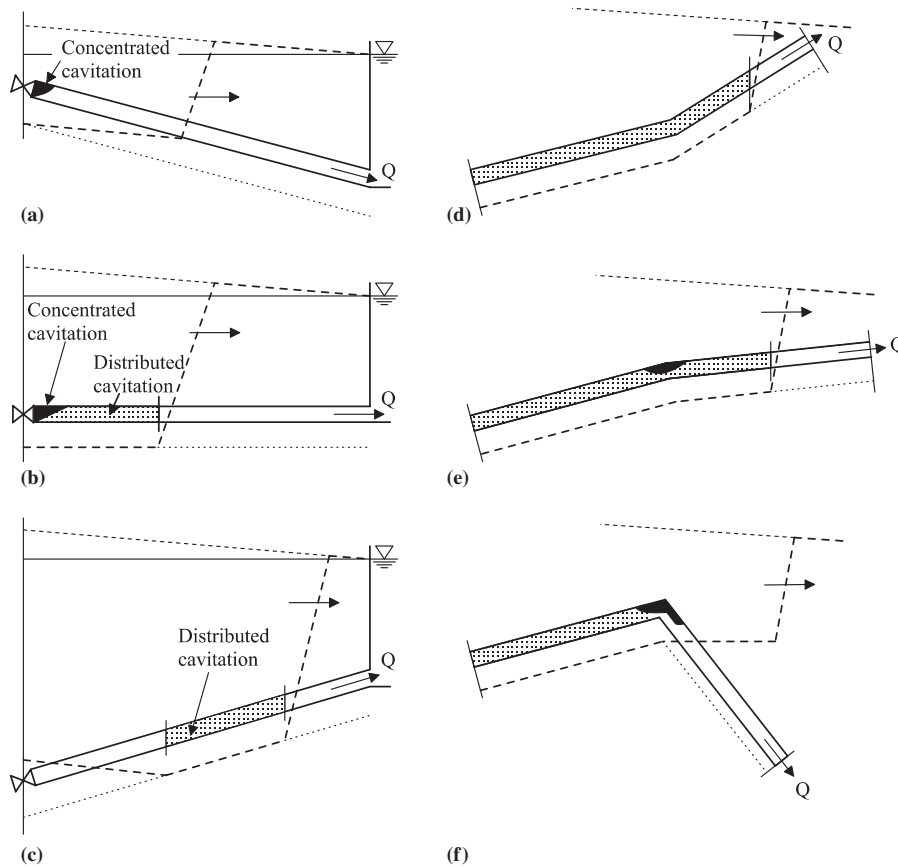 Concentrated
cavitation
Q
(a)
Concentrated
cavitation
Distributed
cavitation
Q
(b)
Distributed
cavitation
Q
(c)
Q
(d)
Q
(e)
Q
(f)